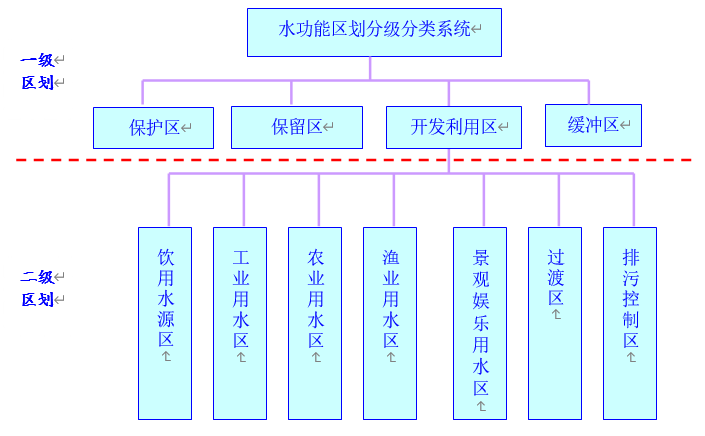 水功能区划分级分类系统
一级
区划
保护区
保留区
开发利用区
缓冲区
二级
区划
饮用水源区
工业用水区
农业用水区
渔业用水区
景观娱乐用水区
过渡区
排污控制区